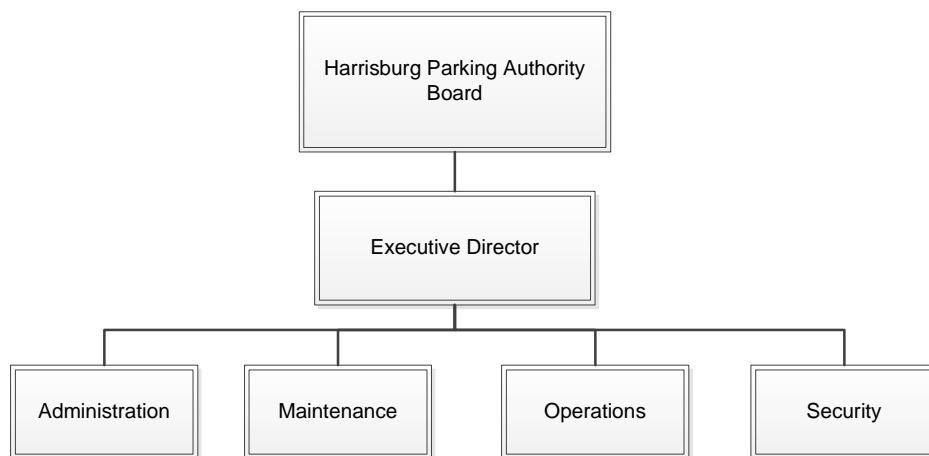 Harrisburg Parking Authority
Board
Executive Director
Administration
Maintenance
Operations
Security